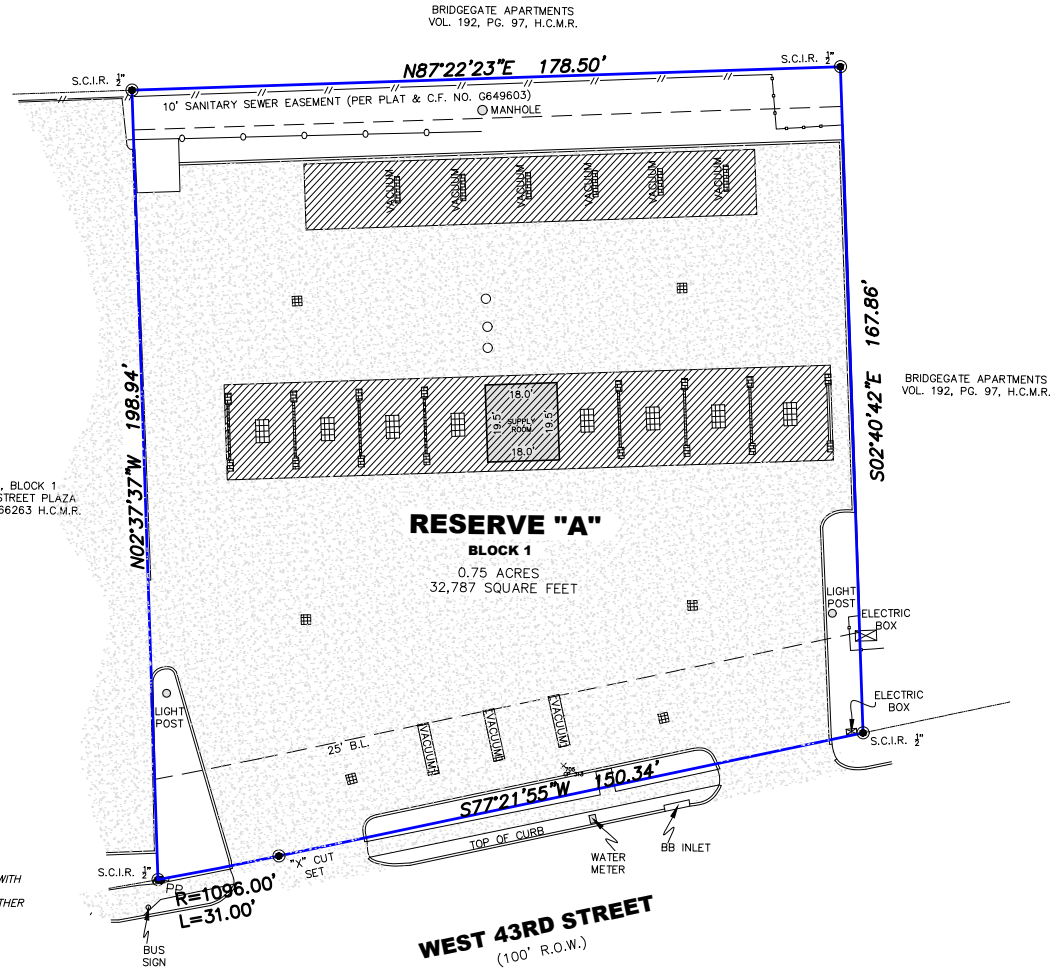 BRIDGEGATE APARTMENTS
VOL. 192, PG. 97, H.C.M.R.
S.C.I.R. ½"
N87°22'23"E 178.50'
S.C.I.R. ½"
10' SANITARY SEWER EASEMENT (PER PLAT & C.F. NO. G649603)
MANHOLE
VACUUM
VACUUM
VACUUM
VACUUM
VACUUM
VACUUM
N02°37'37"W 198.94'
S02°40'42"E 167.86'
BRIDGEGATE APARTMENTS
VOL. 192, PG. 97, H.C.M.R.
18.0'
19.5'
SUPPLY
ROOM
19.5'
18.0'
, BLOCK 1
STREET PLAZA
66263 H.C.M.R.
RESERVE "A"
BLOCK 1
0.75 ACRES
32,787 SQUARE FEET
LIGHT
POST
ELECTRIC
BOX
LIGHT
POST
ELECTRIC
BOX
S.C.I.R. ½"
25' B.L.
VACUUM
VACUUM
VACUUM
S77°21'55"W 150.34'
TOP OF CURB
WATER
METER
BB INLET
"X" CUT
SET
S.C.I.R. ½"
PP
R=1096.00'
L=31.00'
WITH
THER
BUS
SIGN
WEST 43RD STREET
(100' R.O.W.)